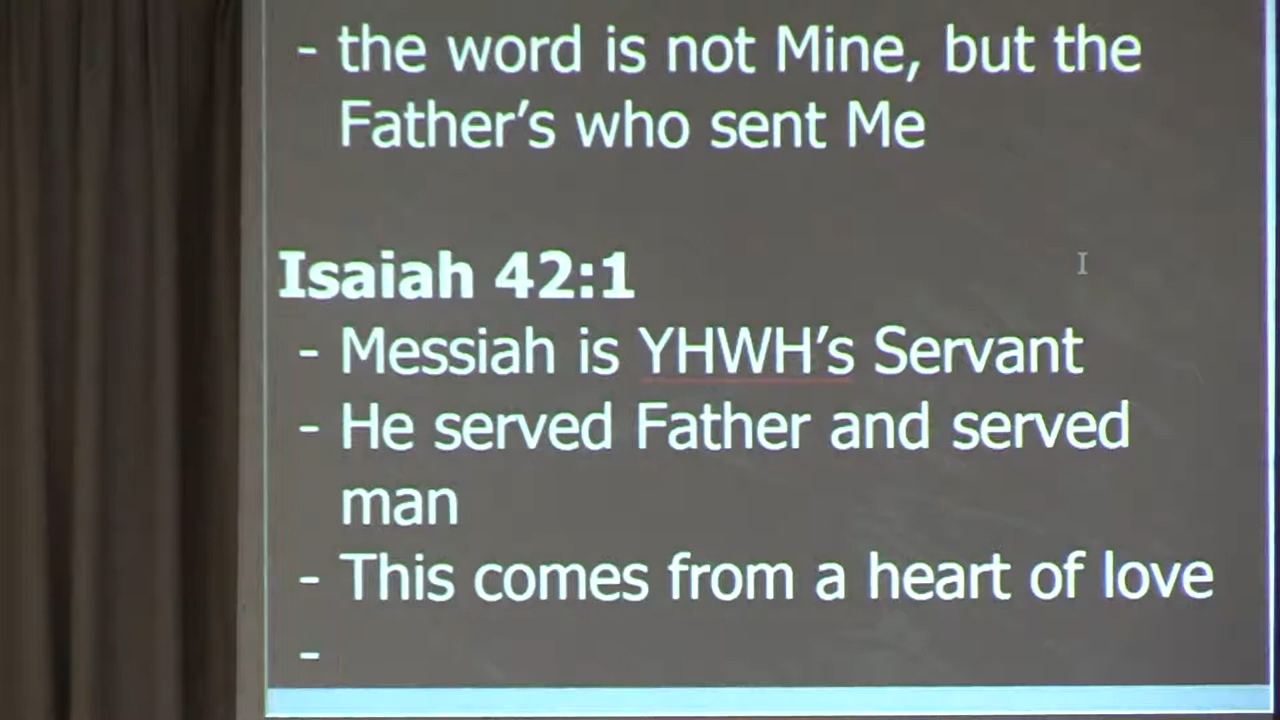 - the word is not Mine, but the
Father’s who sent Me
Isaiah 42:1
- Messiah is YHWH’s Servant
- He served Father and served
man
- This comes from a heart of love
-